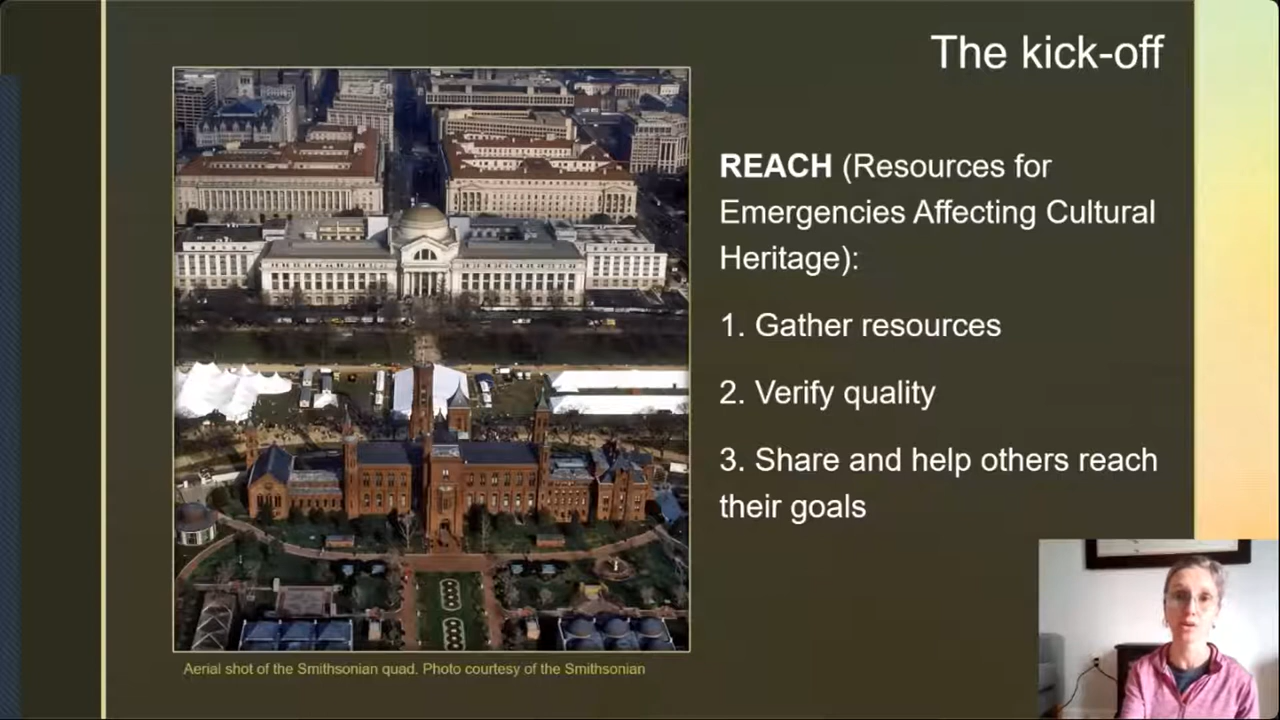 The kick-off
REACH (Resources for
Emergencies Affecting Cultural
Heritage):
1. Gather resources
2. Verify quality
3. Share and help others reach
their goals
Aerial shot of the Smithsonian quad. Photo courtesy of the Smithsonian